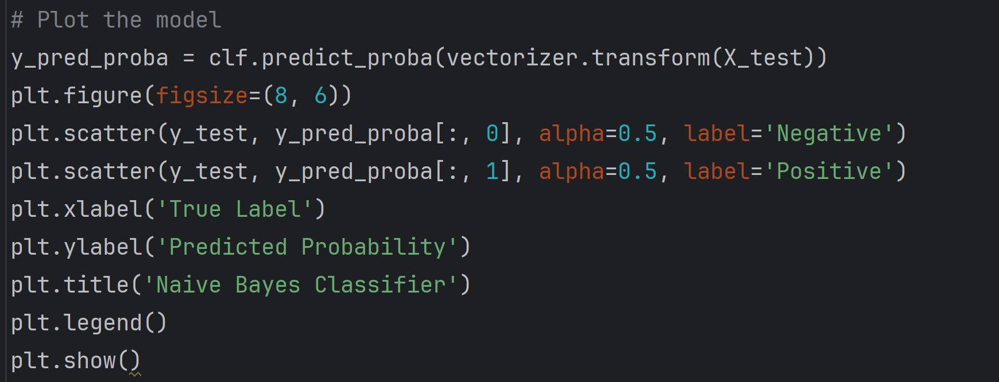 # Plot the model
y_pred_proba = clf.predict_proba(vectorizer.transform(X_test))
plt.figure(figsize=(8, 6))
plt.scatter(y_test, y_pred_proba[:, 0], alpha=0.5, label='Negative')
plt.scatter(y_test, y_pred_proba[:, 1], alpha=0.5, label='Positive')
plt.xlabel('True Label')
plt.ylabel('Predicted Probability')
plt.title('Naive Bayes Classifier')
plt.legend()
plt.show()